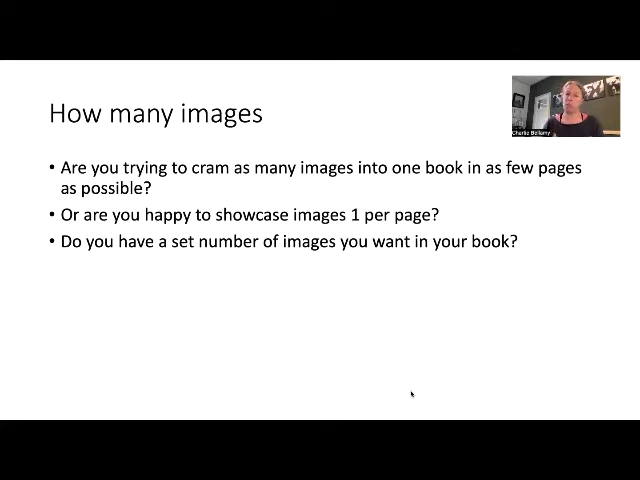 How many images
Charlie Bellamy
• Are you trying to cram as many images into one book in as few pages
as possible?
• Or are you happy to showcase images 1 per page?
• Do you have a set number of images you want in your book?